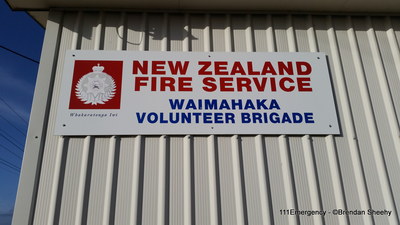 NEW ZEALAND
FIRE SERVICE
WAIMAHAKA
VOLUNTEER BRIGADE
Whakaratonga Iwi
111Emergency - ©Brendan Sheehy